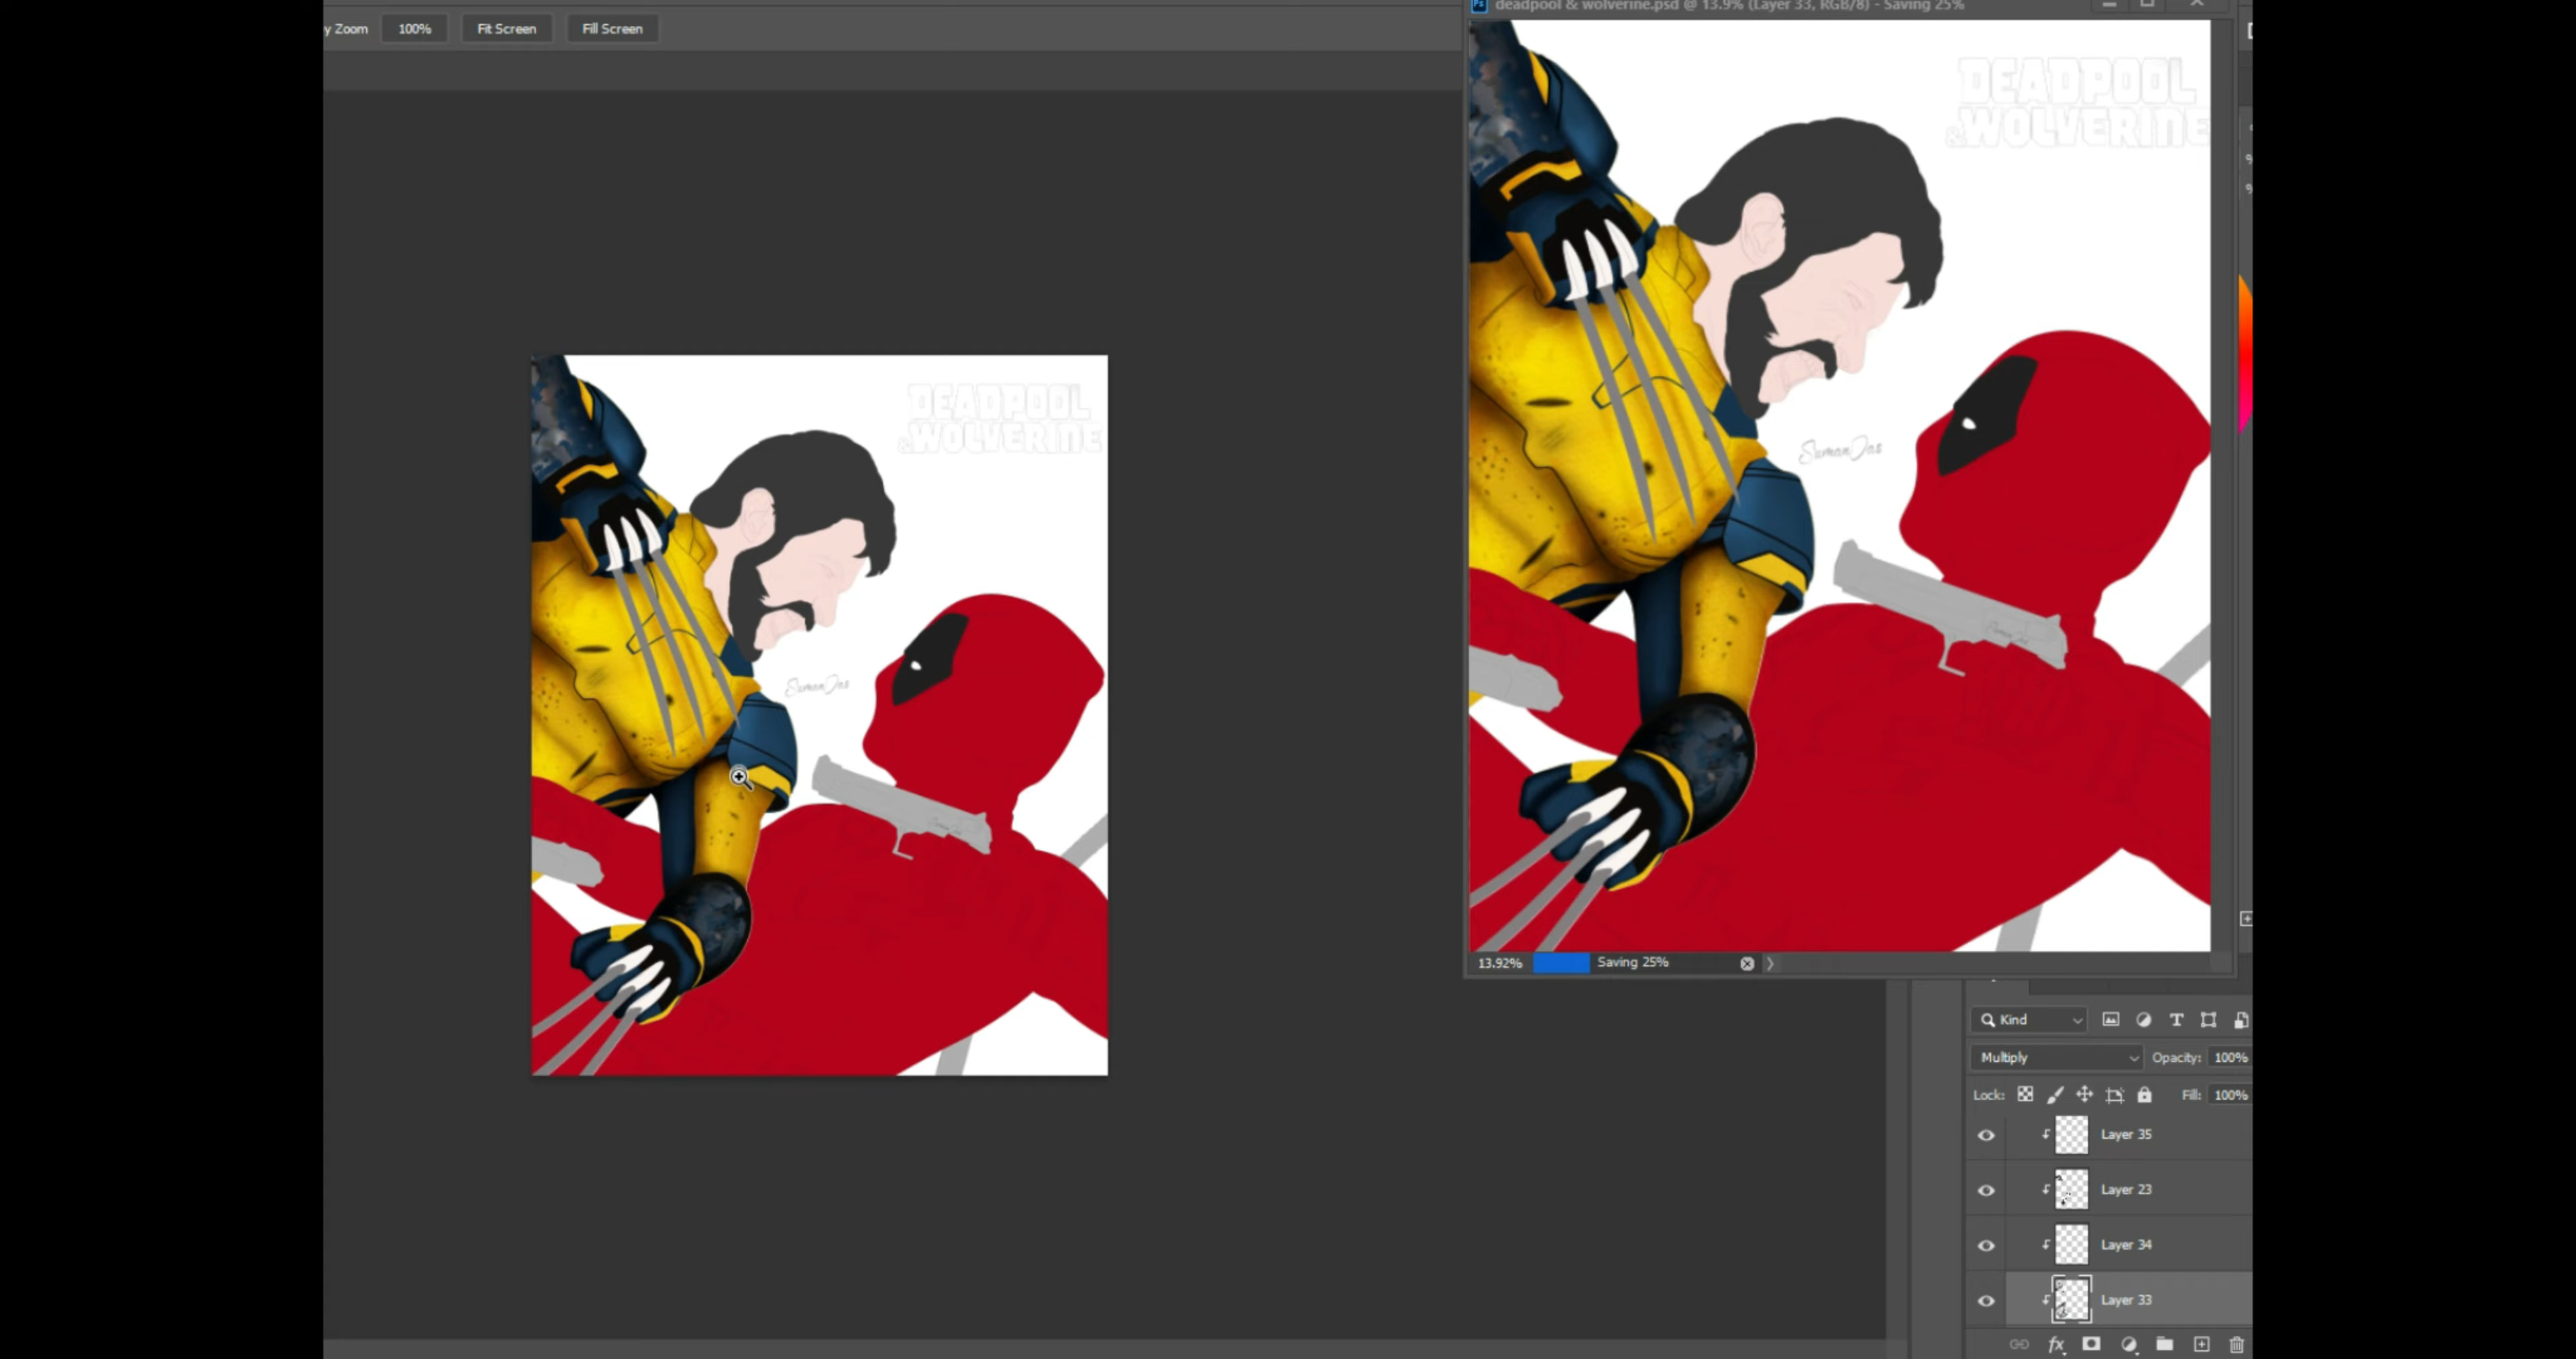 y Zoom 100% Fit Screen Fill Screen
deadpool & wolverine.psd @ 13.9% (Layer 33, RGB/8) - Saving 25%
DEADPOOL
&WOLVERINE
SumanDas
DEADPOOL
&WOLVERINE
SumanDas
13.92% Saving 25%
Kind
Multiply Opacity: 100%
Lock: Fill: 100%
Layer 35
Layer 23
Layer 34
Layer 33